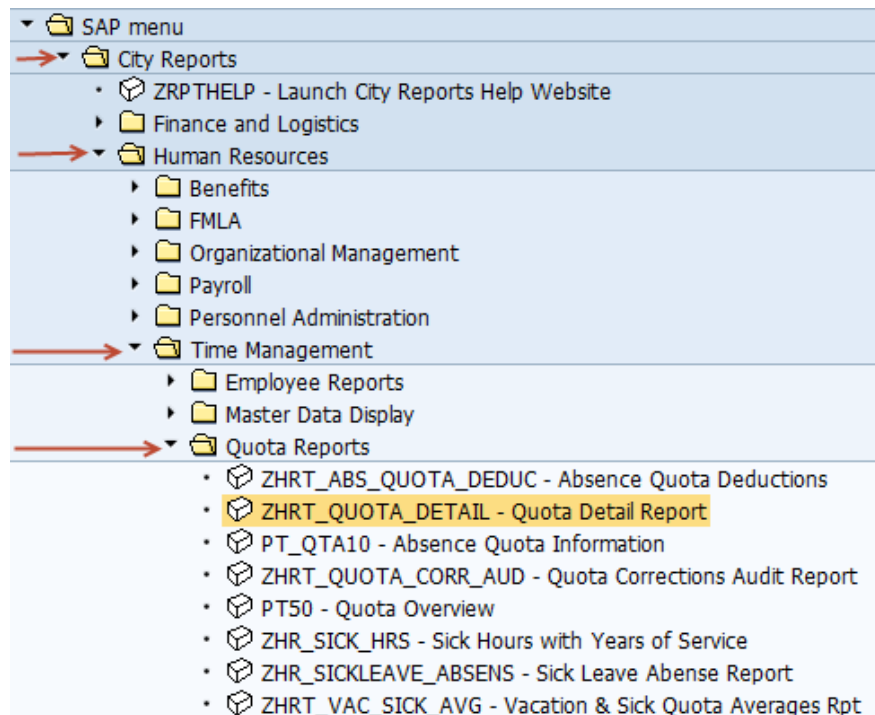 SAP menu
City Reports
ZRPTHELP - Launch City Reports Help Website
Finance and Logistics
Human Resources
Benefits
FMLA
Organizational Management
Payroll
Personnel Administration
Time Management
Employee Reports
Master Data Display
Quota Reports
ZHRT_ABS_QUOTA_DEDUC - Absence Quota Deductions
ZHRT_QUOTA_DETAIL - Quota Detail Report
PT_QTA10 - Absence Quota Information
ZHRT_QUOTA_CORR_AUD - Quota Corrections Audit Report
PT50 - Quota Overview
ZHR_SICK_HRS - Sick Hours with Years of Service
ZHR_SICKLEAVE_ABSENS - Sick Leave Abense Report
ZHRT_VAC_SICK_AVG - Vacation & Sick Quota Averages Rpt